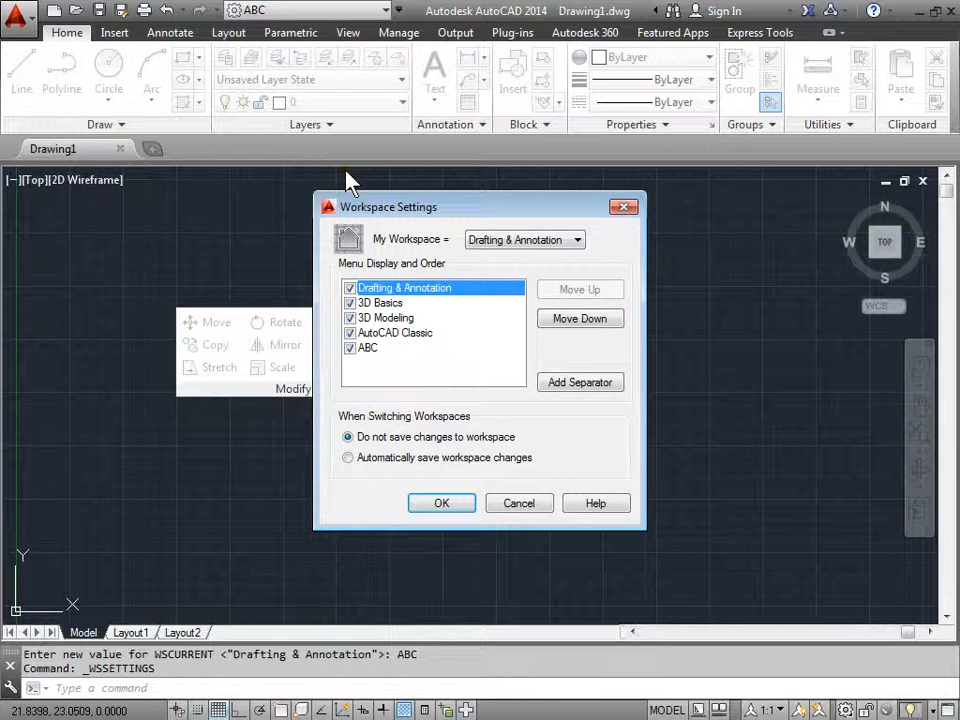 ABC
Autodesk AutoCAD 2014 Drawing1.dwg
Sign In
Home Insert Annotate Layout Parametric View Manage Output Plug-ins Autodesk 360 Featured Apps Express Tools
Line Polyline Circle Arc
Unsaved Layer State
0
Text
Insert
ByLayer
ByLayer
ByLayer
Group
Measure
Paste
Draw Layers Annotation Block Properties Groups Utilities Clipboard
Drawing1
[−][Top][2D Wireframe]
N
W TOP E
S
WCS
Move Rotate
Copy Mirror
Stretch Scale
Modify
Workspace Settings
My Workspace = Drafting & Annotation
Menu Display and Order
Drafting & Annotation
3D Basics
3D Modeling
AutoCAD Classic
ABC
Move Up
Move Down
Add Separator
When Switching Workspaces
Do not save changes to workspace
Automatically save workspace changes
OK Cancel Help
Y
X
Model Layout1 Layout2
Enter new value for WSCURRENT <"Drafting & Annotation">: ABC
Command: _WSSETTINGS
Type a command
21.8398, 23.0509, 0.0000
MODEL
1:1